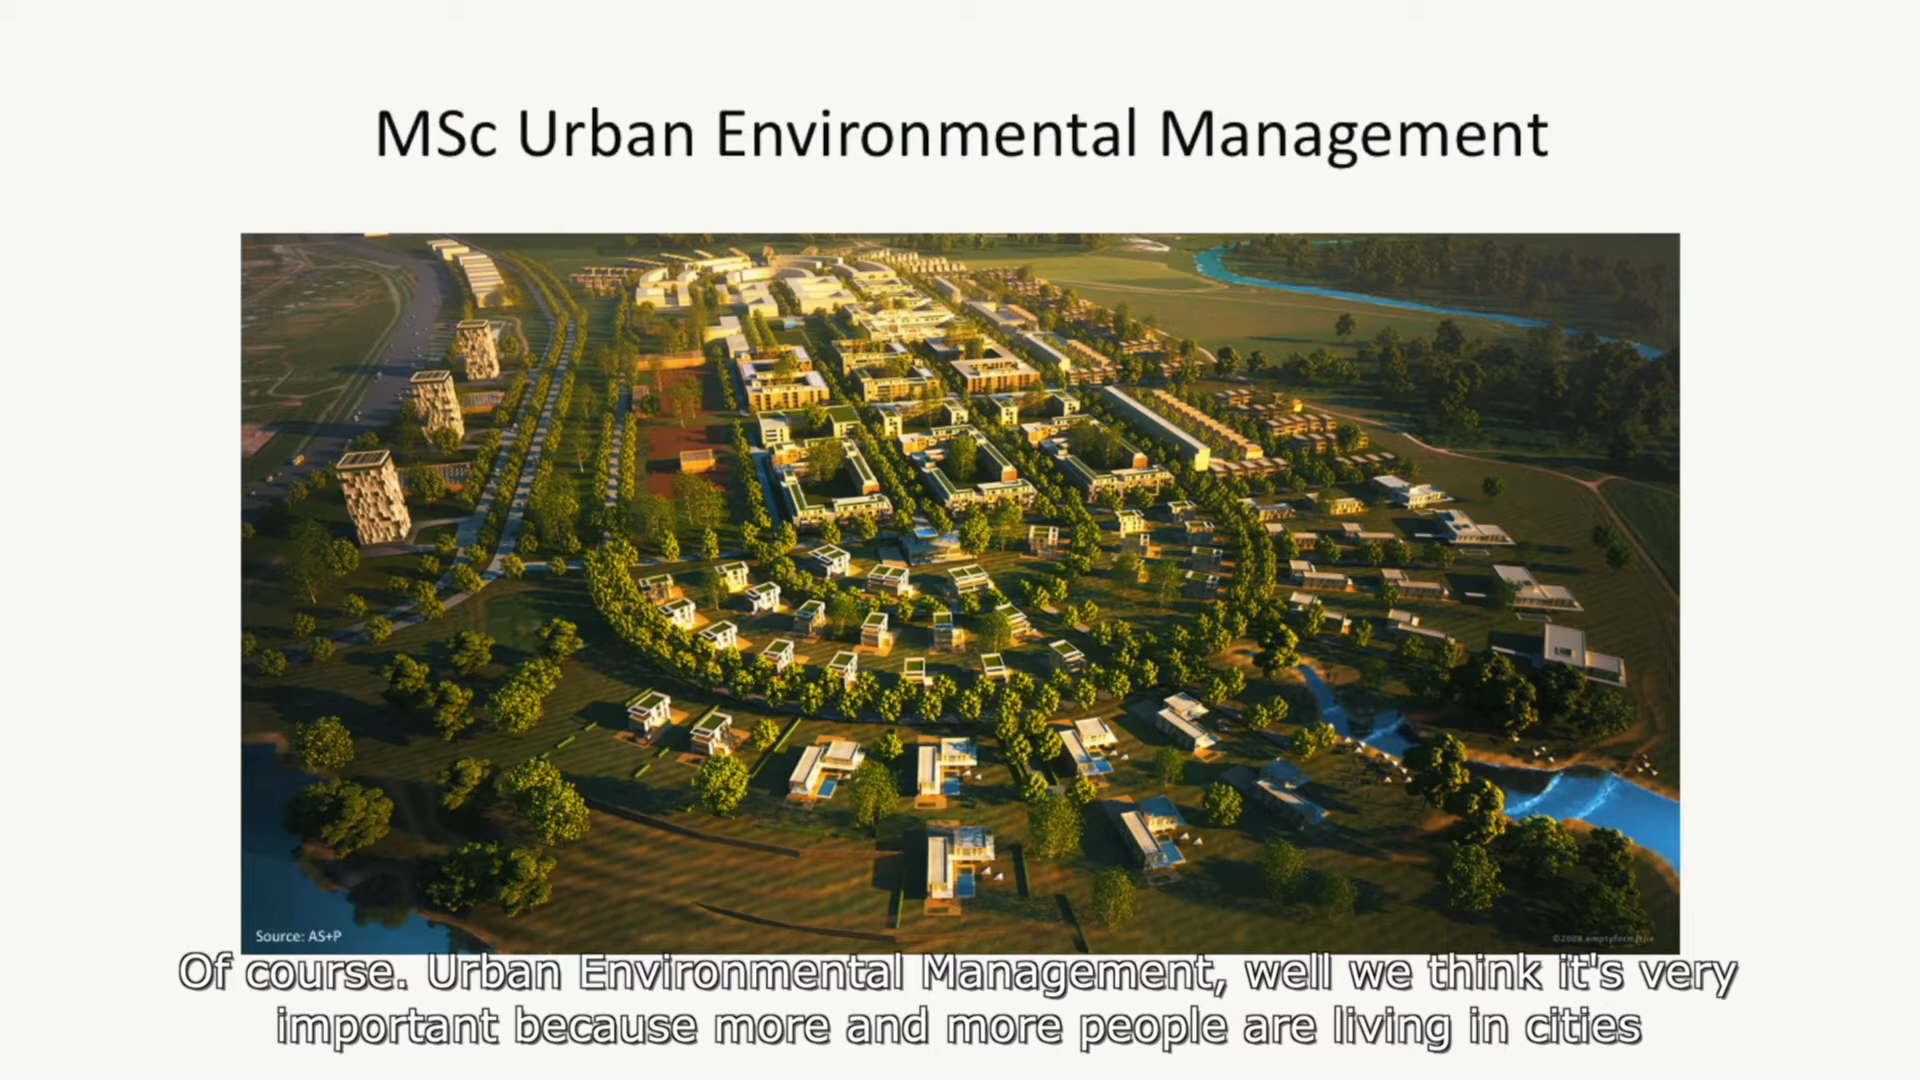 MSc Urban Environmental Management
Source: AS+P
Of course. Urban Environmental Management, well we think it's very
important because more and more people are living in cities